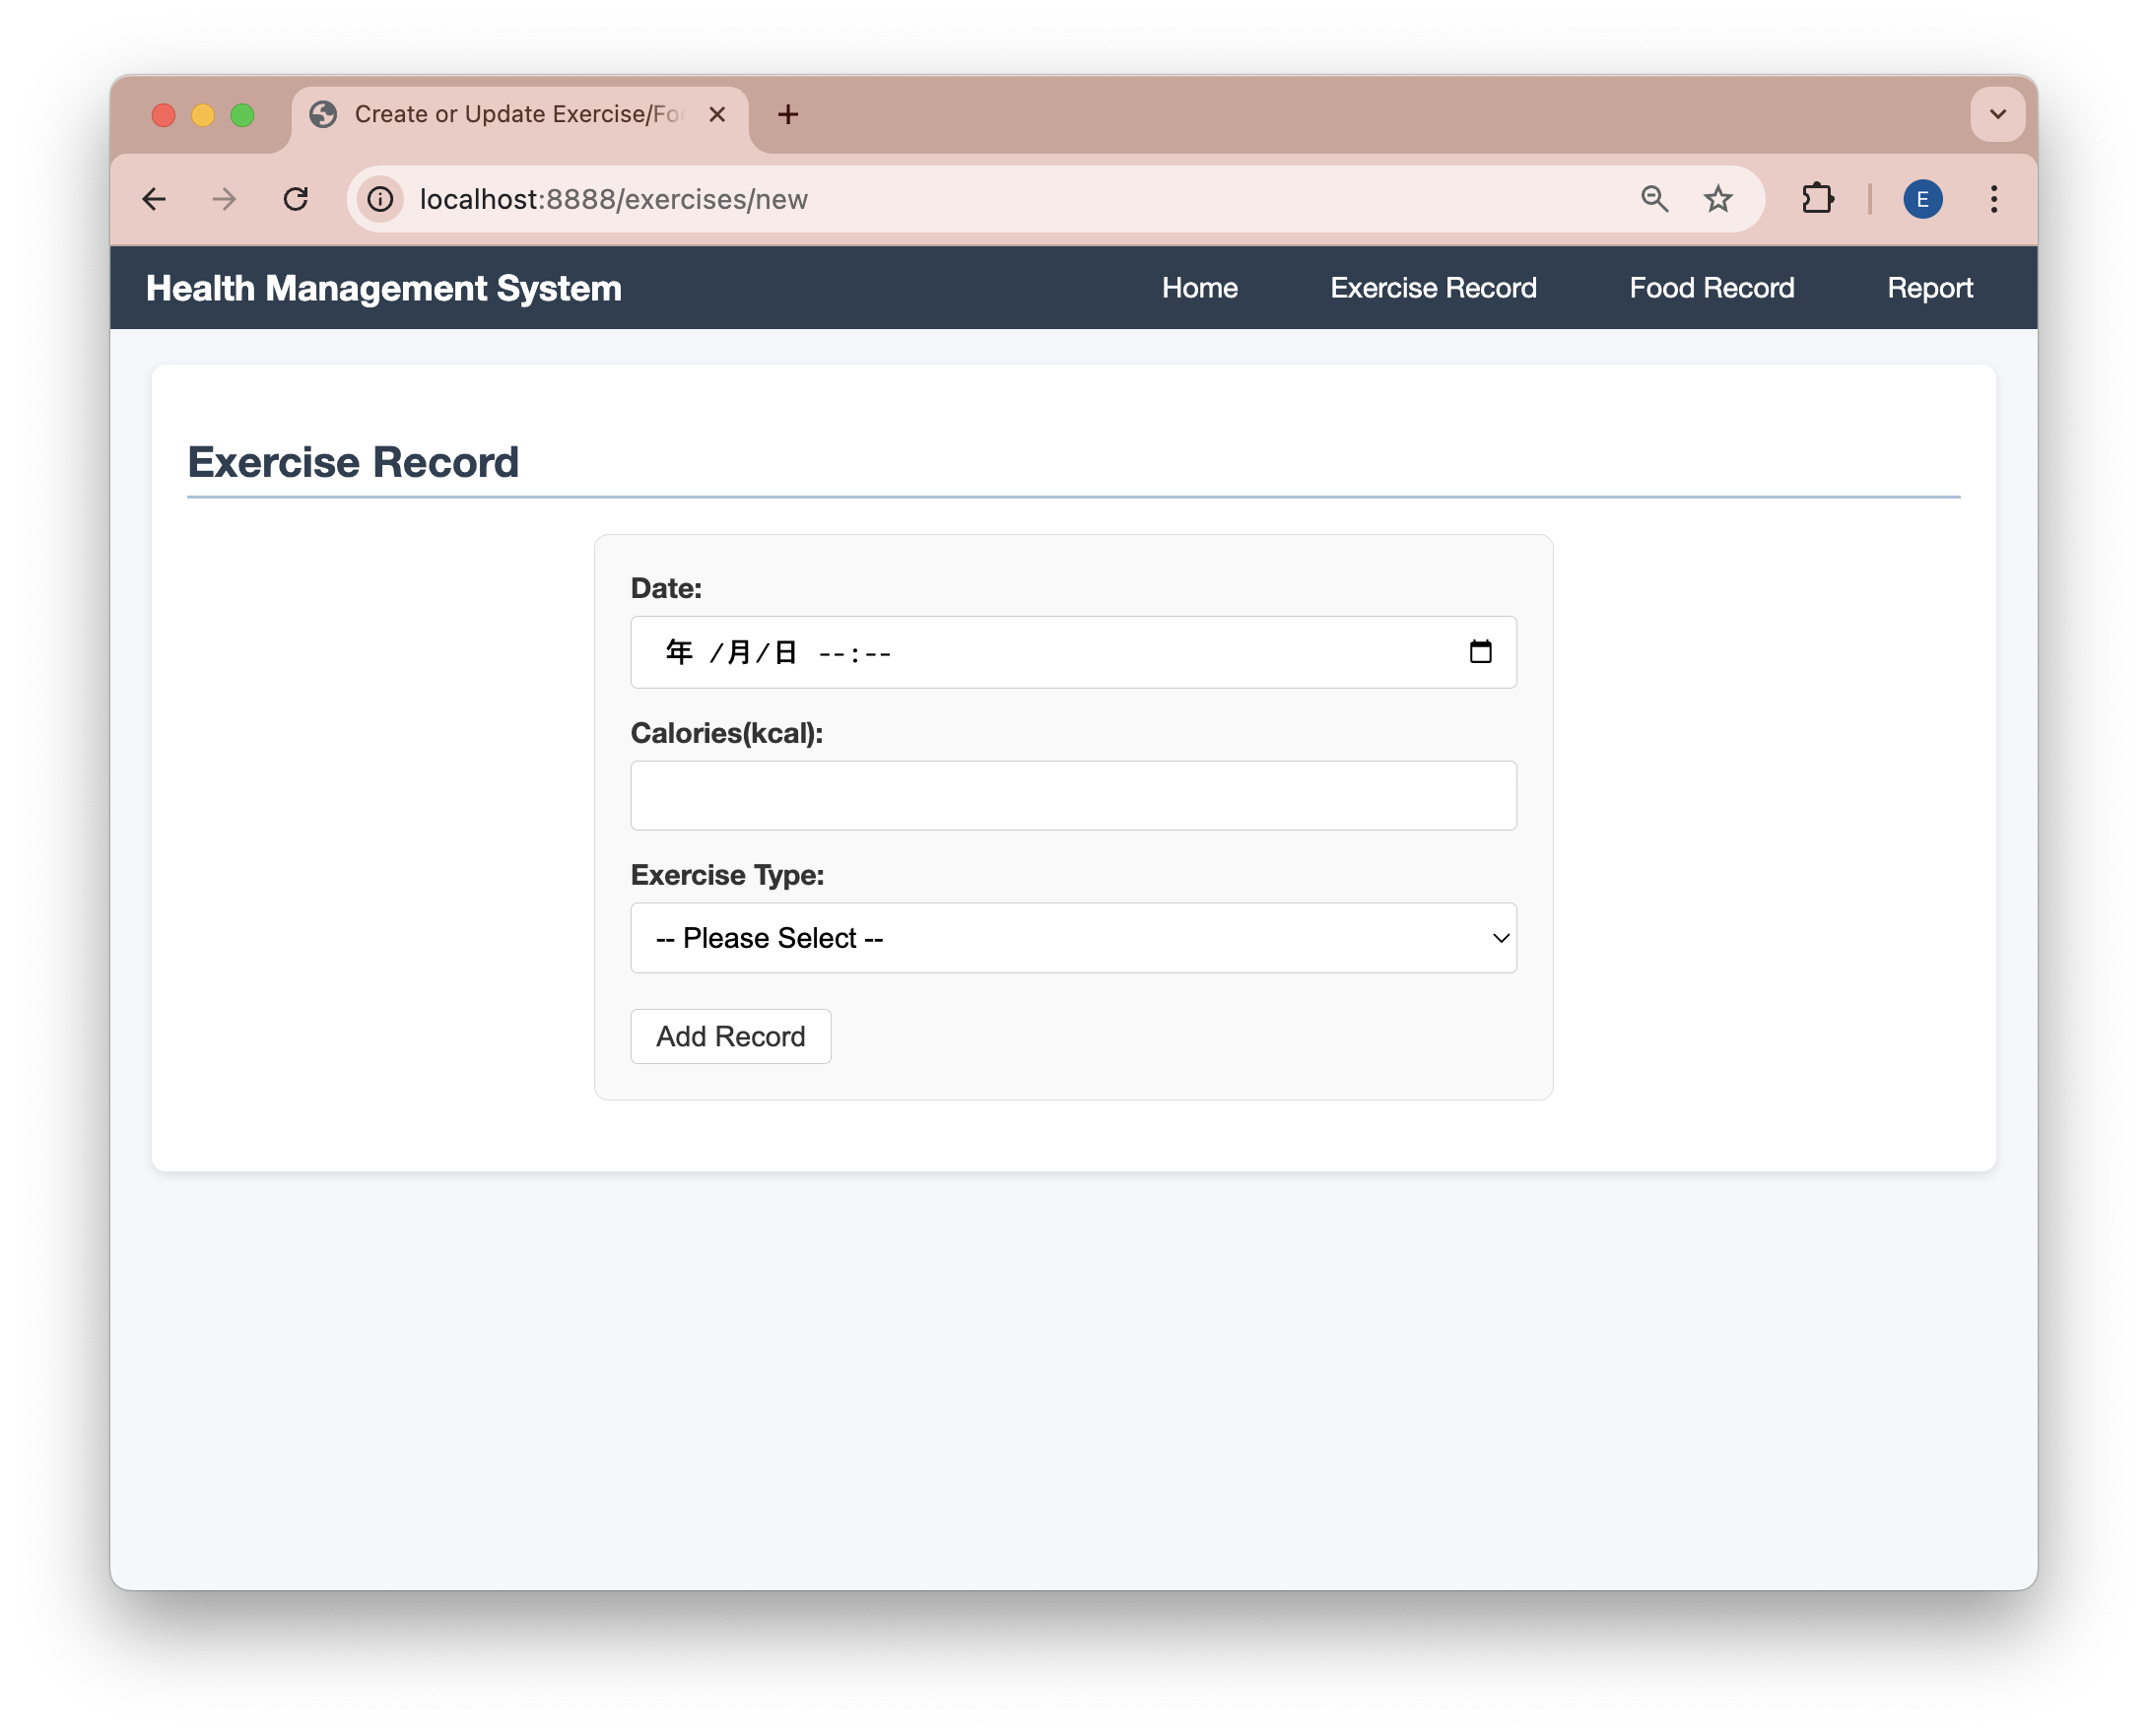 Create or Update Exercise/Fo
localhost:8888/exercises/new
E
Health Management System
Home
Exercise Record
Food Record
Report
Exercise Record
Date:
年 /月/日 --:--
Calories(kcal):
Exercise Type:
-- Please Select --
Add Record